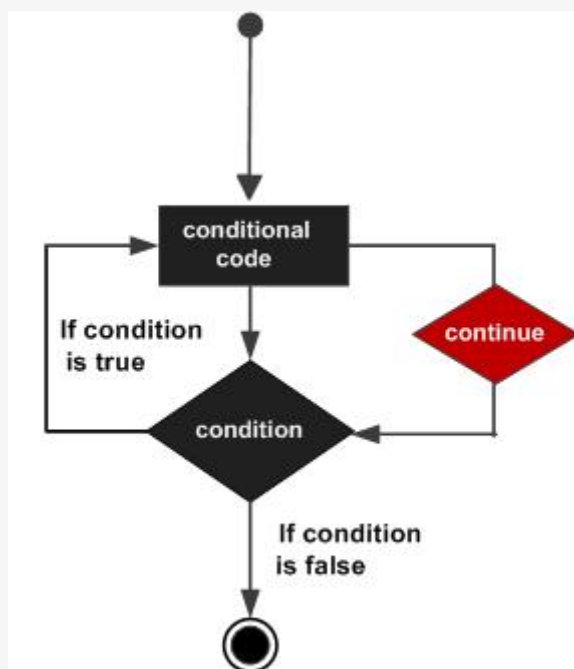 conditional
code
If condition
is true
continue
condition
If condition
is false